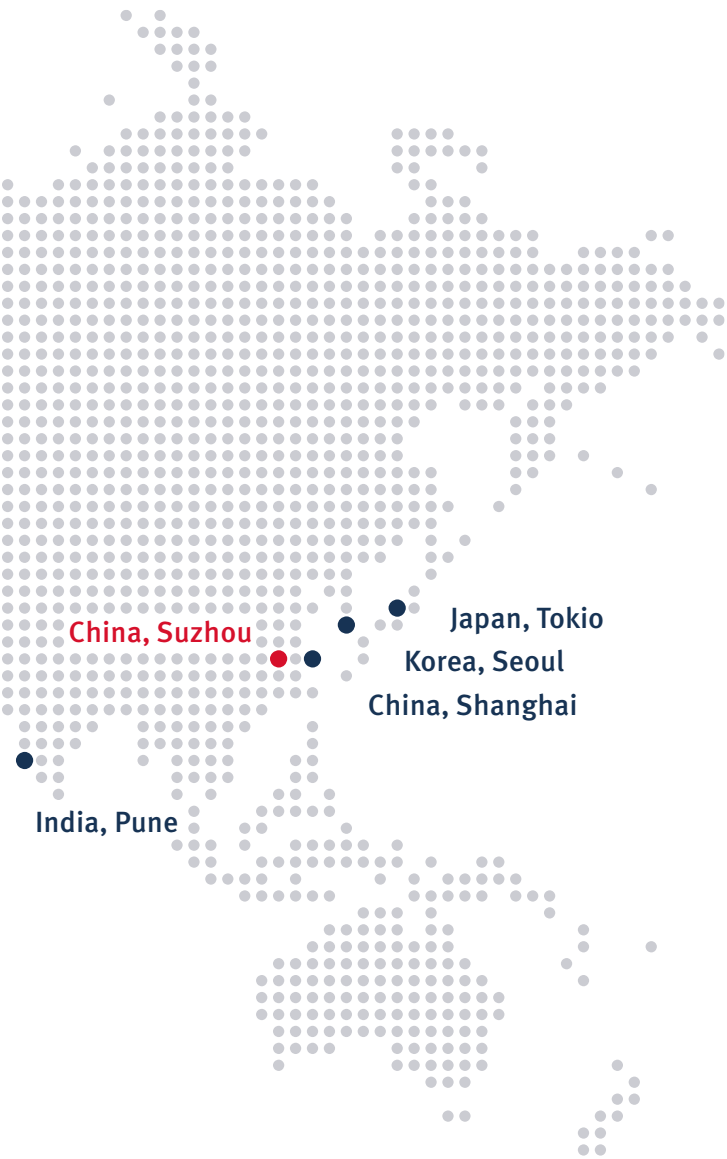 Japan, Tokio
China, Suzhou
Korea, Seoul
China, Shanghai
India, Pune